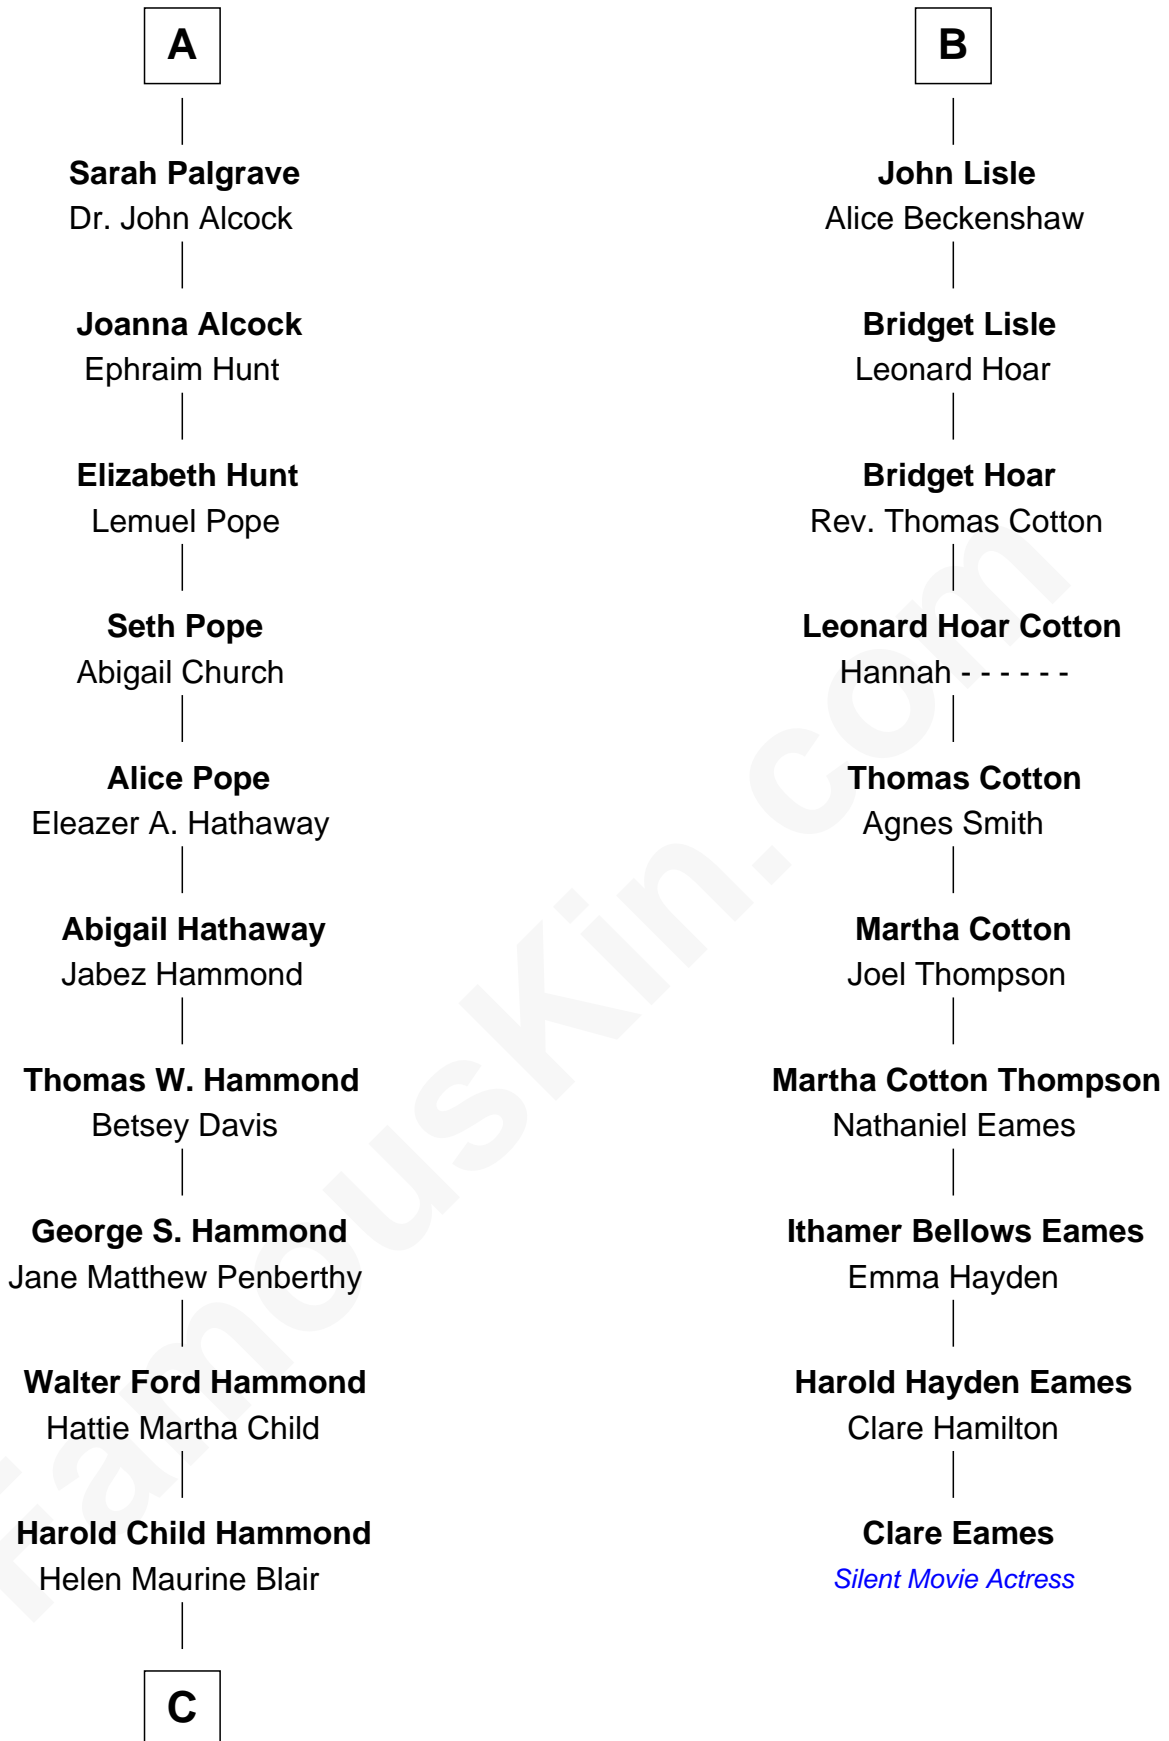 A
Sarah Palgrave
Dr. John Alcock
Joanna Alcock
Ephraim Hunt
Elizabeth Hunt
Lemuel Pope
Seth Pope
Abigail Church
Alice Pope
Eleazer A. Hathaway
Abigail Hathaway
Jabez Hammond
Thomas W. Hammond
Betsey Davis
George S. Hammond
Jane Matthew Penberthy
Walter Ford Hammond
Hattie Martha Child
Harold Child Hammond
Helen Maurine Blair
C
B
John Lisle
Alice Beckenshaw
Bridget Lisle
Leonard Hoar
Bridget Hoar
Rev. Thomas Cotton
Leonard Hoar Cotton
Hannah - - - - - -
Thomas Cotton
Agnes Smith
Martha Cotton
Joel Thompson
Martha Cotton Thompson
Nathaniel Eames
Ithamer Bellows Eames
Emma Hayden
Harold Hayden Eames
Clare Hamilton
Clare Eames
Silent Movie Actress
FamousKin.com